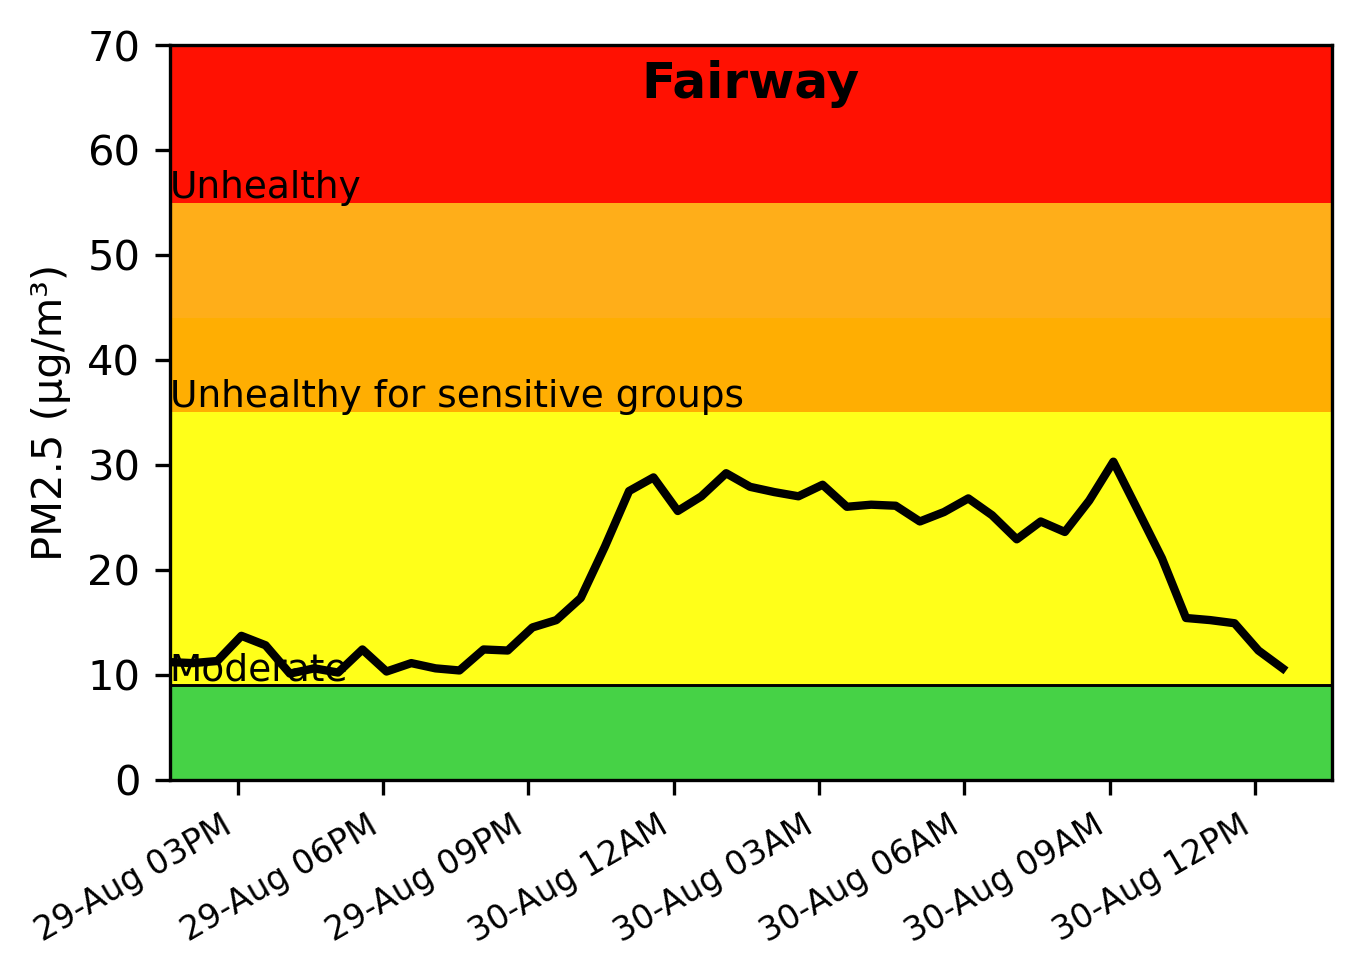 Fairway
PM2.5 (µg/m³)
70
60
Unhealthy
50
40
Unhealthy for sensitive groups
30
20
10
Moderate
0
29-Aug 03PM
29-Aug 06PM
29-Aug 09PM
30-Aug 12AM
30-Aug 03AM
30-Aug 06AM
30-Aug 09AM
30-Aug 12PM